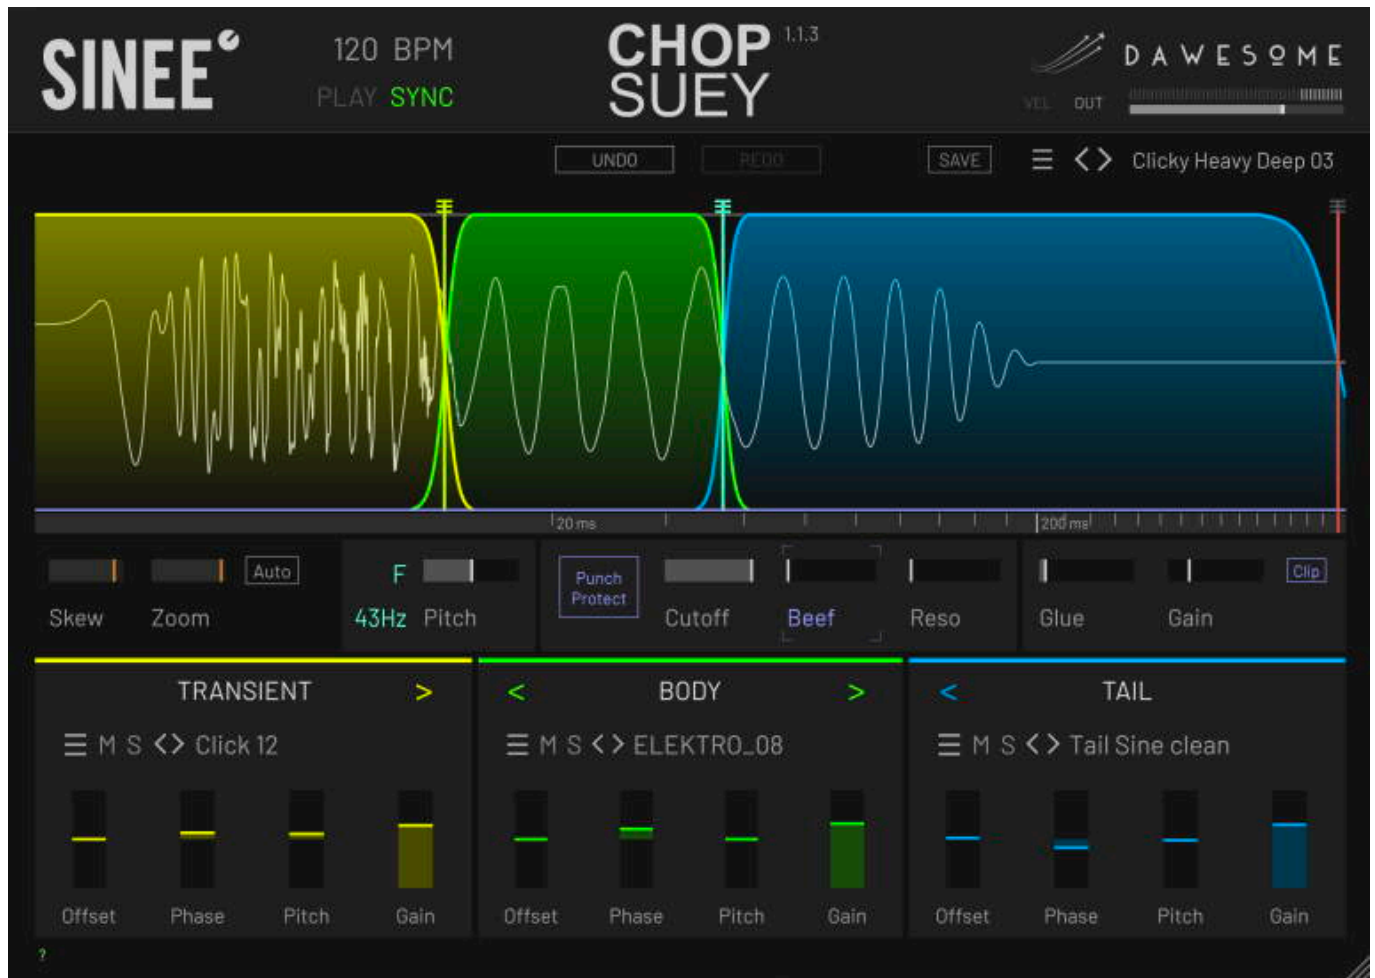 SINEE
120 BPM
PLAY SYNC
CHOP
SUEY
1.1.3
DAWESOME
VEL OUT
UNDO REDO SAVE Clicky Heavy Deep 03
20 ms 200 ms
Auto F Punch Protect Clip
Skew Zoom 43Hz Pitch Cutoff Beef Reso Glue Gain
TRANSIENT > < BODY > < TAIL
M S <> Click 12 M S <> ELEKTRO_08 M S <> Tail Sine clean
Offset Phase Pitch Gain Offset Phase Pitch Gain Offset Phase Pitch Gain
?